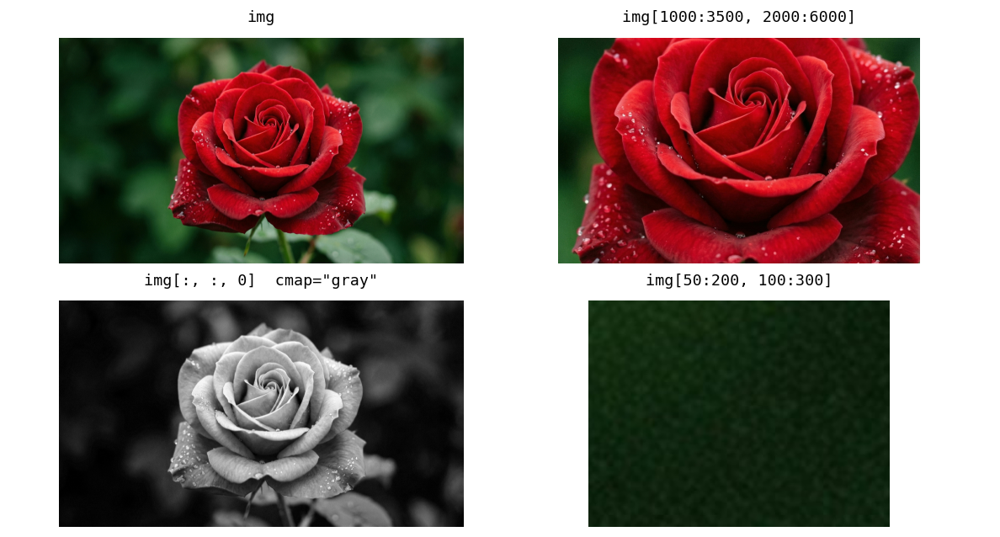 img
img[1000:3500, 2000:6000]
img[:, :, 0]  cmap="gray"
img[50:200, 100:300]